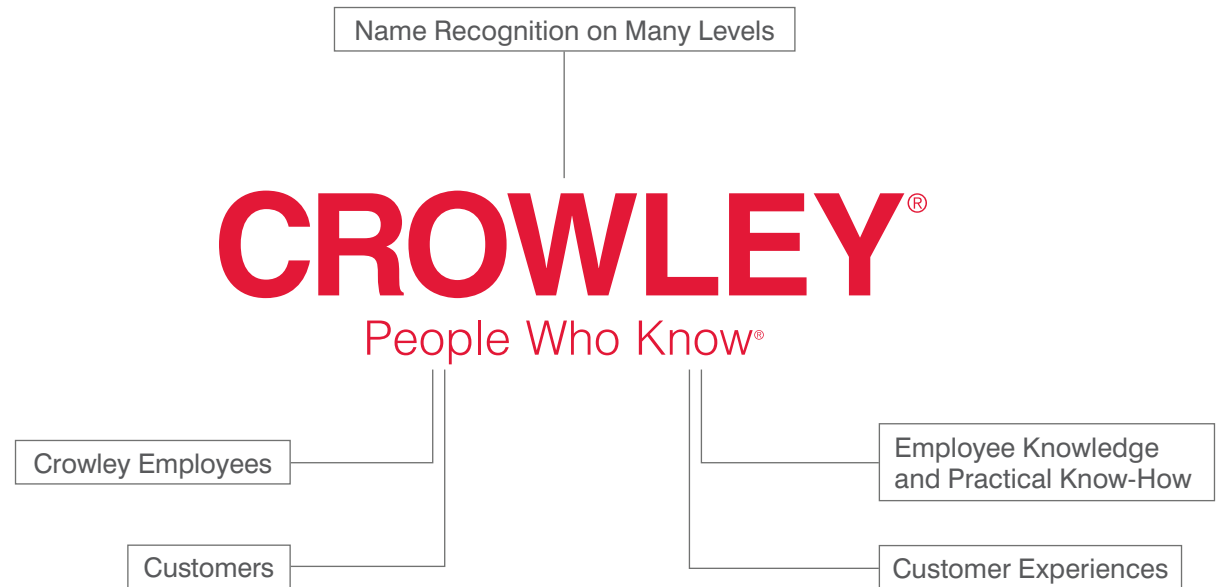 Name Recognition on Many Levels
CROWLEY®
People Who Know®
Crowley Employees
Employee Knowledge
and Practical Know-How
Customers
Customer Experiences